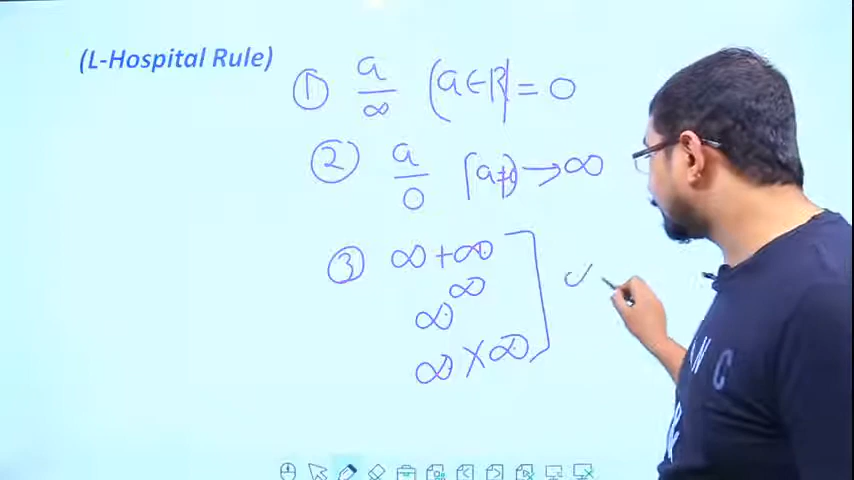 (L-Hospital Rule)
① a/∞ (a∈R) = 0
② a/0 (a≠0) → ∞
③ ∞+∞
∞^∞
∞×∞